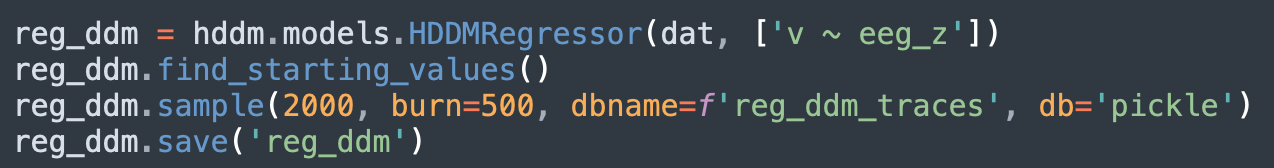 reg_ddm = hddm.models.HDDMRegressor(dat, ['v ~ eeg_z'])
reg_ddm.find_starting_values()
reg_ddm.sample(2000, burn=500, dbname=f'reg_ddm_traces', db='pickle')
reg_ddm.save('reg_ddm')